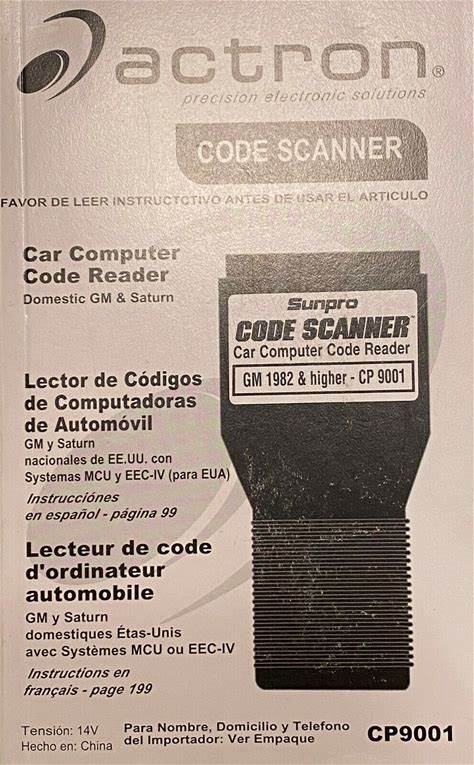 actron®
precision electronic solutions
CODE SCANNER
FAVOR DE LEER INSTRUCTCTIVO ANTES DE USAR EL ARTICULO
Car Computer
Code Reader
Domestic GM & Saturn
Sunpro
CODE SCANNER™
Car Computer Code Reader
GM 1982 & higher - CP 9001
Lector de Códigos
de Computadoras
de Automóvil
GM y Saturn
nacionales de EE.UU. con
Systemas MCU y EEC-IV (para EUA)
Instrucciónes
en español - página 99
Lecteur de code
d'ordinateur
automobile
GM y Saturn
domestiques Étas-Unis
avec Systèmes MCU ou EEC-IV
Instructions en
français - page 199
Tensión: 14V
Hecho en: China
Para Nombre, Domicilio y Telefono
del Importador: Ver Empaque
CP9001